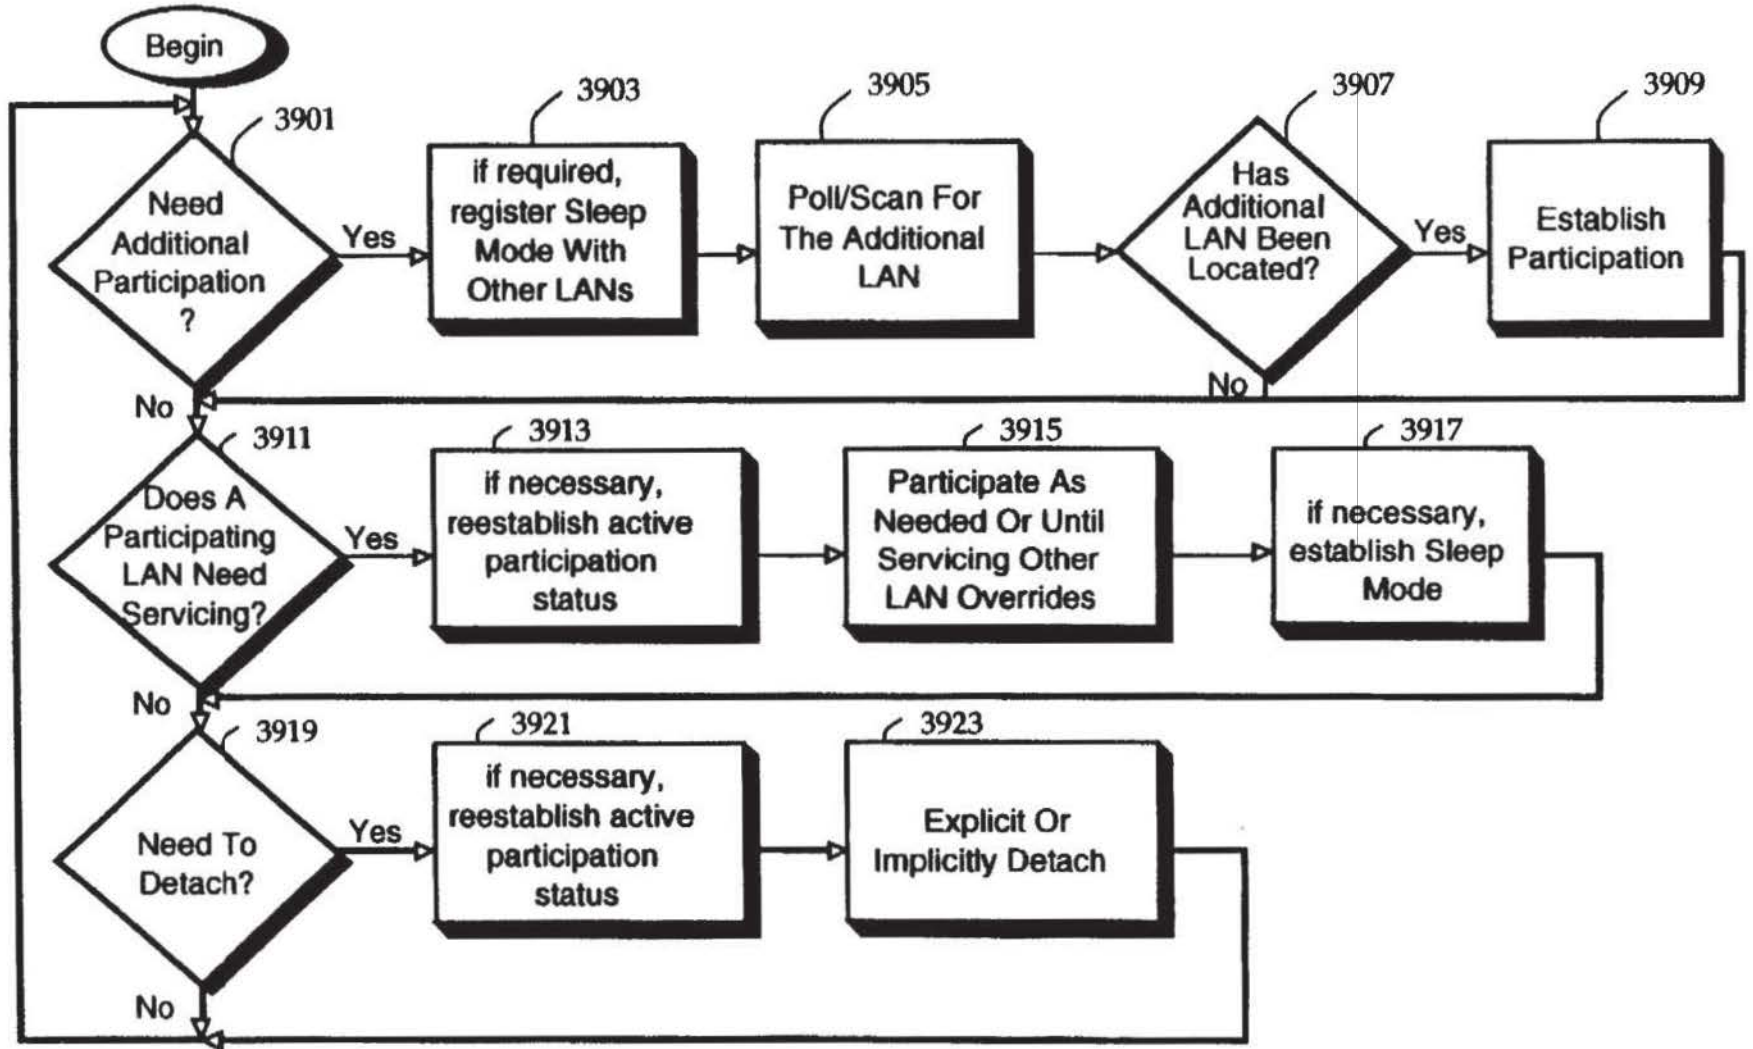 Begin
3901
Need
Additional
Participation
?
Yes
3903
if required,
register Sleep
Mode With
Other LANs
3905
Poll/Scan For
The Additional
LAN
3907
Has
Additional
LAN Been
Located?
Yes
3909
Establish
Participation
No
No
3911
Does A
Participating
LAN Need
Servicing?
Yes
3913
if necessary,
reestablish active
participation
status
3915
Participate As
Needed Or Until
Servicing Other
LAN Overrides
3917
if necessary,
establish Sleep
Mode
No
3919
Need To
Detach?
Yes
3921
if necessary,
reestablish active
participation
status
3923
Explicit Or
Implicitly Detach
No